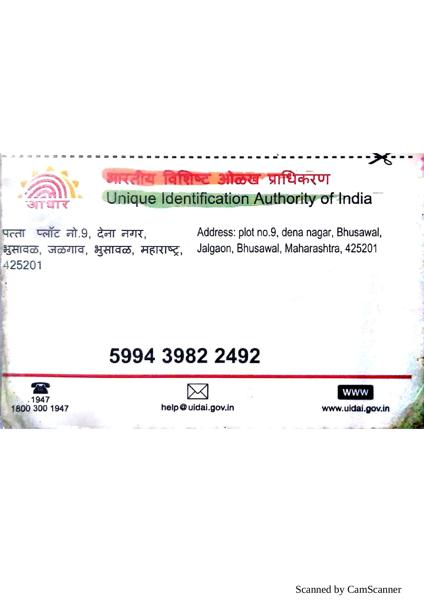 आधार
भारतीय विशिष्ट ओळख प्राधिकरण
Unique Identification Authority of India
पत्ता प्लॉट नो.9, देना नगर,
भुसावळ, जळगाव, भुसावळ, महाराष्ट्र,
425201
Address: plot no.9, dena nagar, Bhusawal,
Jalgaon, Bhusawal, Maharashtra, 425201
5994 3982 2492
1947
1800 300 1947
help@uidai.gov.in
WWW
www.uidai.gov.in
Scanned by CamScanner